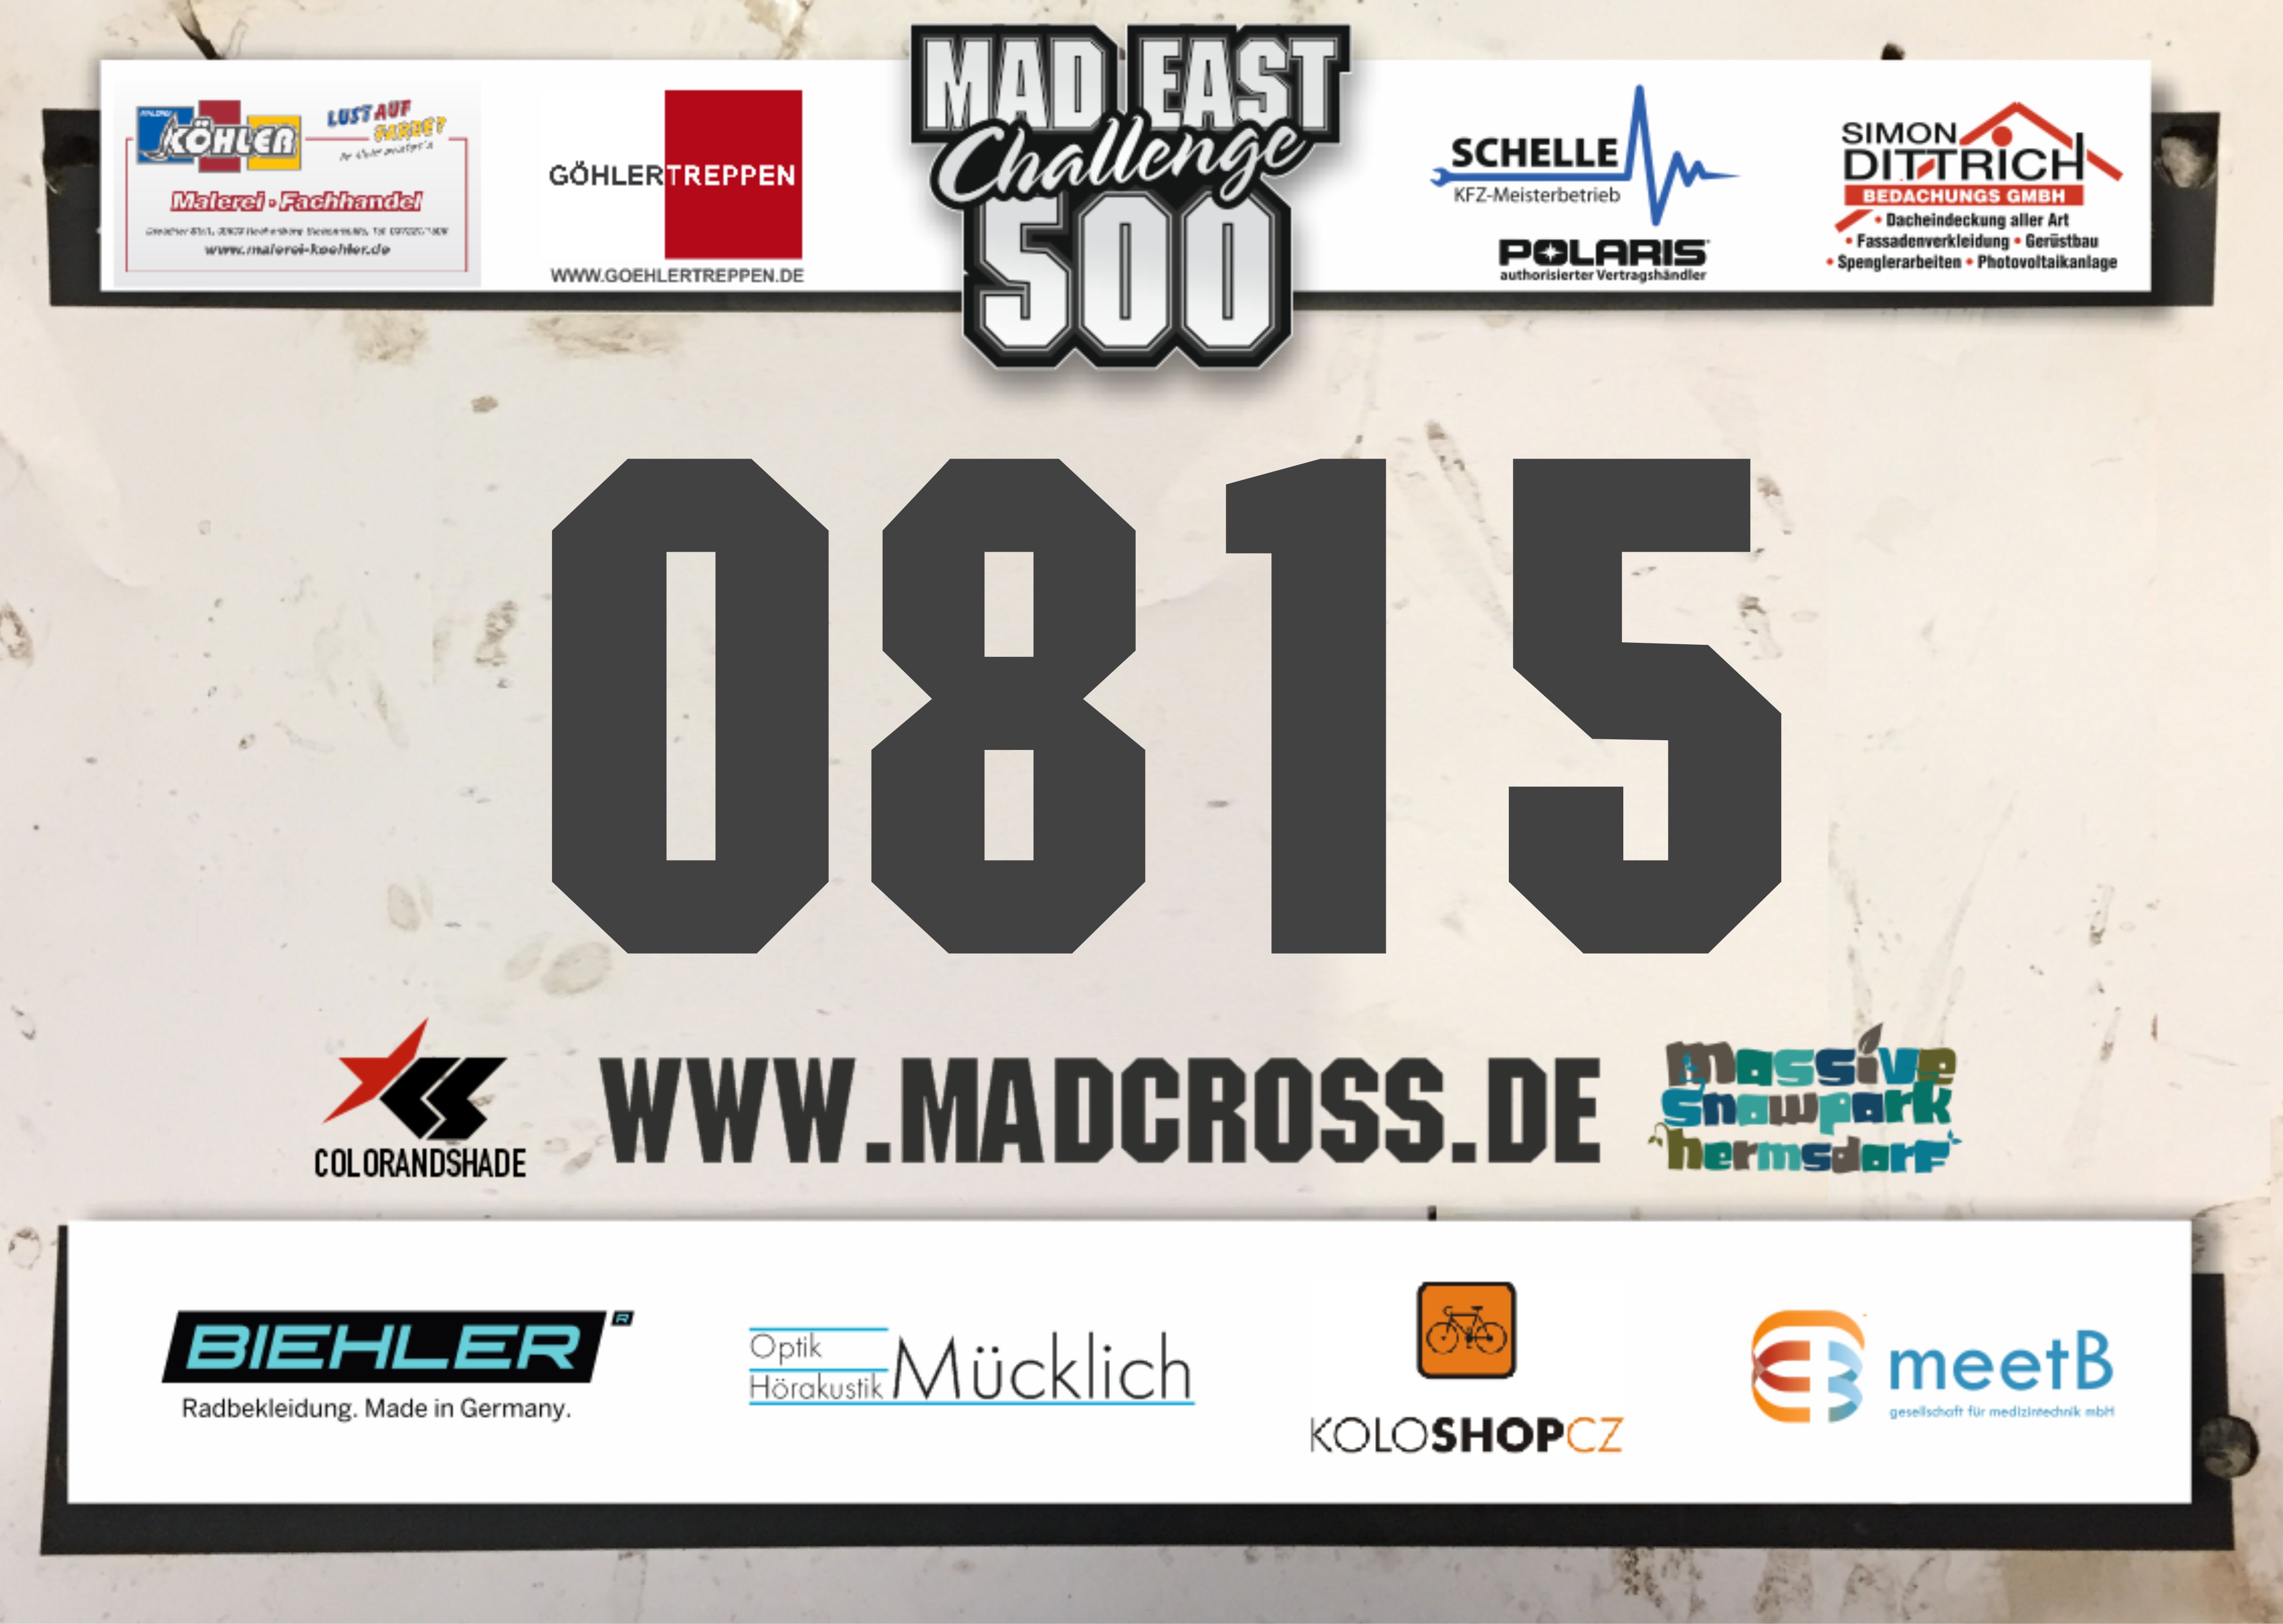 MALEREI
KÖHLER
LUST AUF
FARBE?
Malerei • Fachhandel
www.malerei-koehler.de
GÖHLERTREPPEN
WWW.GOEHLERTREPPEN.DE
MAD EAST
Challenge
500
SCHELLE
KFZ-Meisterbetrieb
POLARIS
authorisierter Vertragshändler
SIMON
DITTRICH
BEDACHUNGS GMBH
• Dacheindeckung aller Art
• Fassadenverkleidung • Gerüstbau
• Spenglerarbeiten • Photovoltaikanlage
0815
COLORANDSHADE
WWW.MADCROSS.DE
massive
snowpark
hermsdorf
BIEHLER®
Radbekleidung. Made in Germany.
Optik
Hörakustik
Mücklich
KOLOSHOPCZ
meetB
gesellschaft für medizintechnik mbH